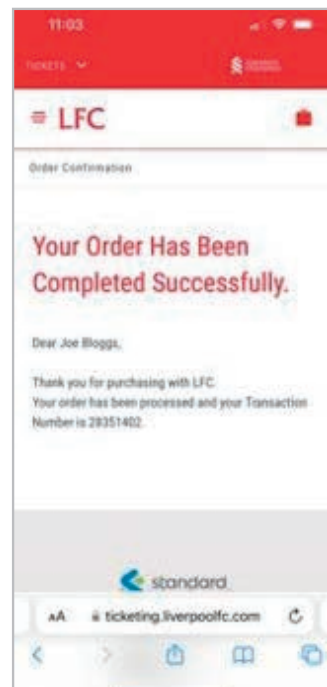 11:03
TICKETS
LFC
Order Confirmation
Your Order Has Been
Completed Successfully.
Dear Joe Bloggs,
Thank you for purchasing with LFC.
Your order has been processed and your Transaction
Number is 28351402.
standard
AA ticketing.liverpoolfc.com